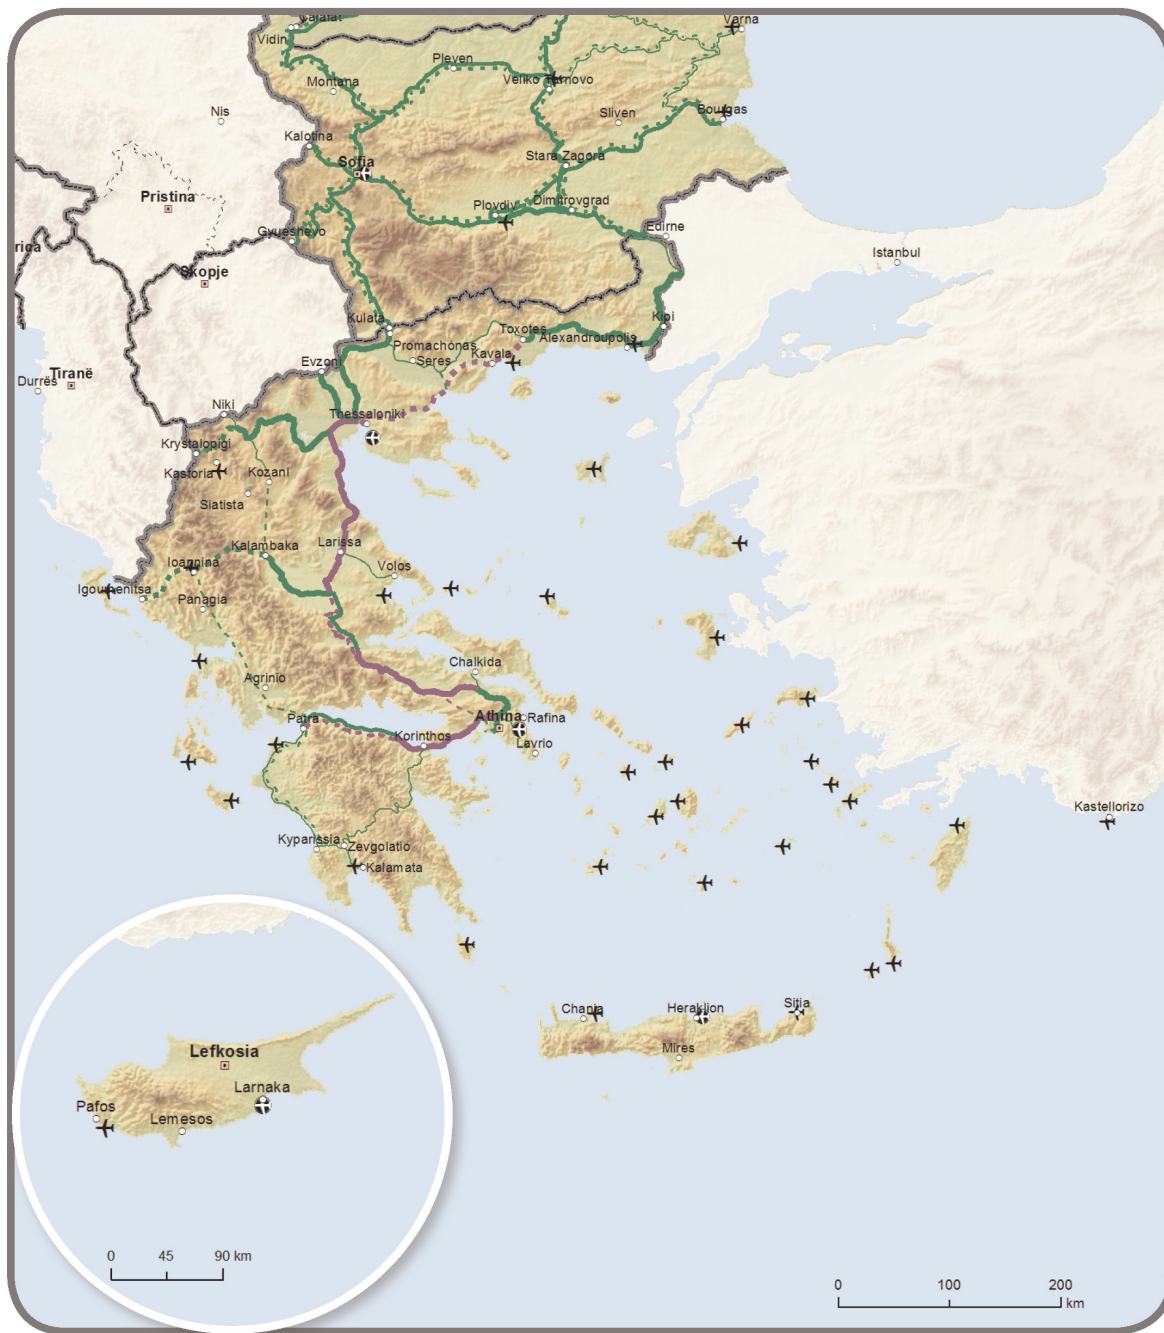 Calafat
Varna
Vidin
Pleven
Montana
Veliko Tarnovo
Nis
Sliven
Bourgas
Kalotina
Sofia
Stara Zagora
Pristina
Plovdiv
Dimitrovgrad
Gyueshevo
Edirne
rica
Istanbul
Skopje
Kulata
Kipi
Toxotes
Alexandroupolis
Promachonas
Kavala
Seres
Evzoni
Tiranë
Durrës
Niki
Thessaloniki
Krystalopigi
Kastoria
Kozani
Siatista
Kalambaka
Larissa
Ioannina
Volos
Igoumenitsa
Panagia
Chalkida
Agrinio
Patra
Athina
Rafina
Korinthos
Lavrio
Kastellorizo
Kyparissia
Zevgolatio
Kalamata
Chania
Heraklion
Sitia
Mires
Lefkosia
Larnaka
Pafos
Lemesos
0 45 90 km
0 100 200
km